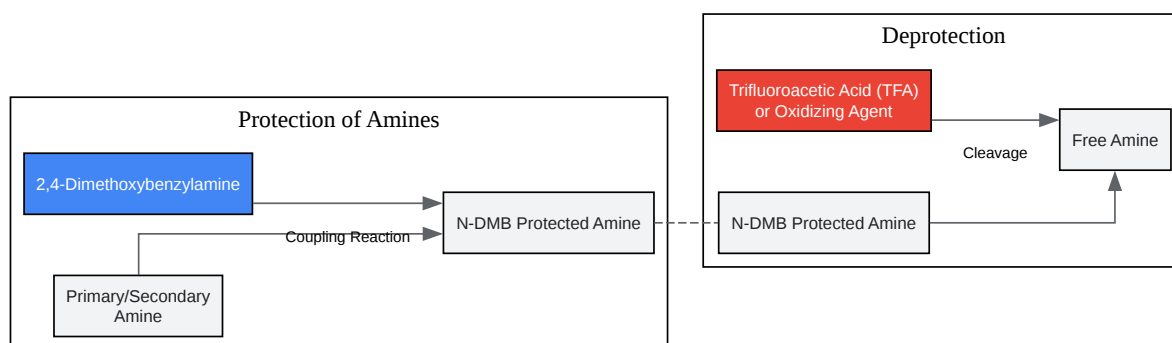 Protection of Amines
2,4-Dimethoxybenzylamine
Coupling Reaction
N-DMB Protected Amine
Primary/Secondary
Amine
Deprotection
Trifluoroacetic Acid (TFA)
or Oxidizing Agent
Cleavage
Free Amine
N-DMB Protected Amine